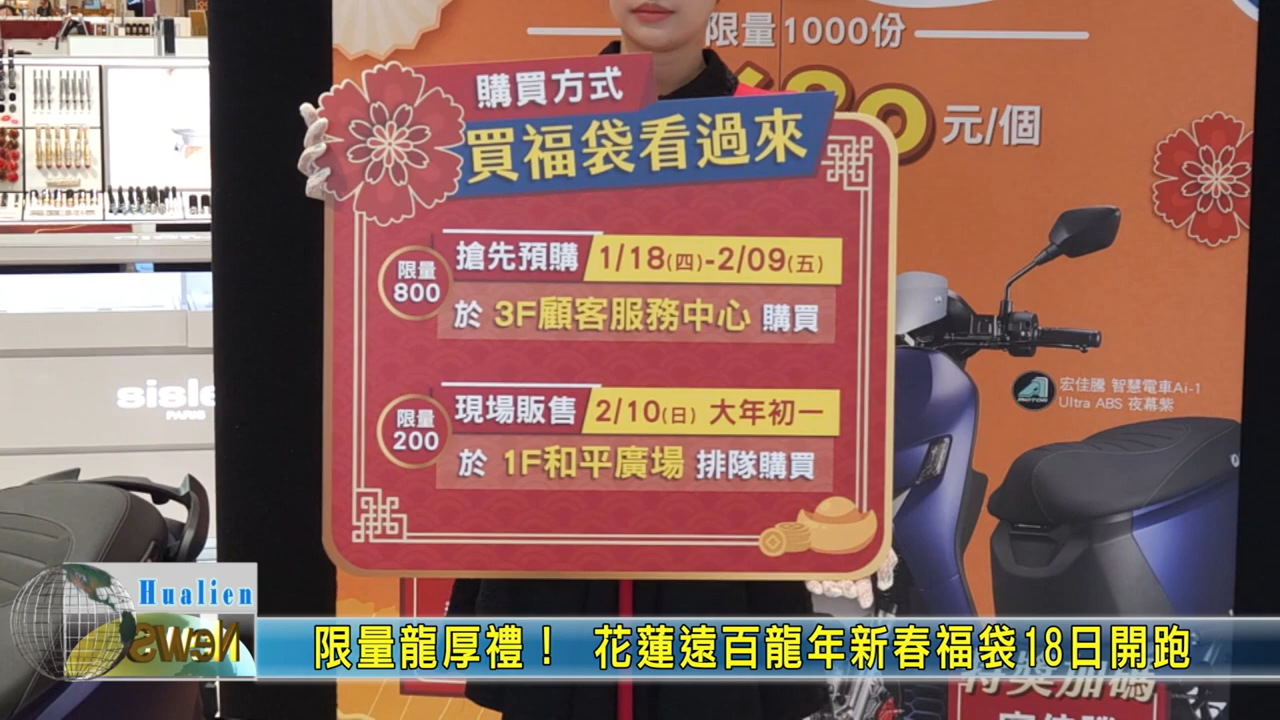 限量1000份
元/個
購買方式
買福袋看過來
限量
800
搶先預購 1/18(四)-2/09(五)
於 3F顧客服務中心 購買
限量
200
現場販售 2/10(日) 大年初一
於 1F和平廣場 排隊購買
宏佳騰 智慧電車Ai-1
Ultra ABS 夜幕紫
PARIS
Hualien
News
限量龍厚禮! 花蓮遠百龍年新春福袋18日開跑
特獎加碼